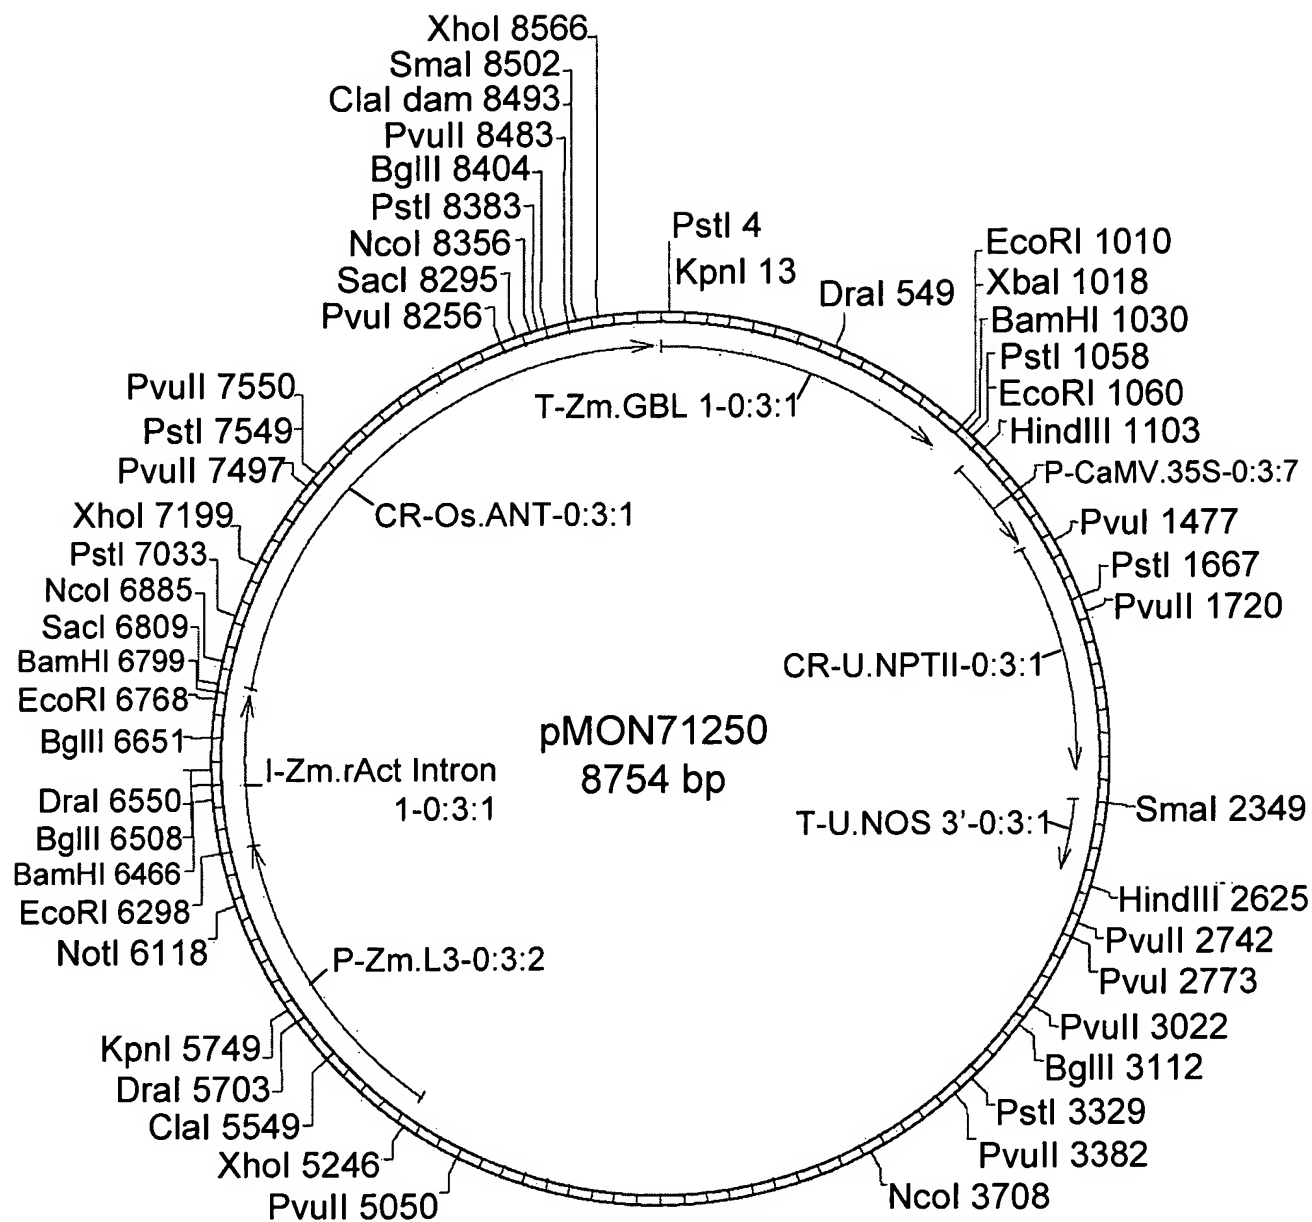 XhoI 8566
SmaI 8502
ClaI dam 8493
PvuII 8483
BglII 8404
PstI 8383
NcoI 8356
SacI 8295
PvuI 8256
PstI 4
KpnI 13
DraI 549
EcoRI 1010
XbaI 1018
BamHI 1030
PstI 1058
EcoRI 1060
HindIII 1103
P-CaMV.35S-0:3:7
PvuI 1477
PstI 1667
PvuII 1720
T-Zm.GBL 1-0:3:1
PvuII 7550
PstI 7549
PvuII 7497
CR-Os.ANT-0:3:1
XhoI 7199
PstI 7033
NcoI 6885
SacI 6809
BamHI 6799
EcoRI 6768
BglII 6651
DraI 6550
BglII 6508
BamHI 6466
EcoRI 6298
NotI 6118
CR-U.NPTII-0:3:1
pMON71250
8754 bp
I-Zm.rAct Intron
1-0:3:1
T-U.NOS 3'-0:3:1
SmaI 2349
HindIII 2625
PvuII 2742
PvuI 2773
PvuII 3022
BglII 3112
PstI 3329
PvuII 3382
NcoI 3708
P-Zm.L3-0:3:2
KpnI 5749
DraI 5703
ClaI 5549
XhoI 5246
PvuII 5050